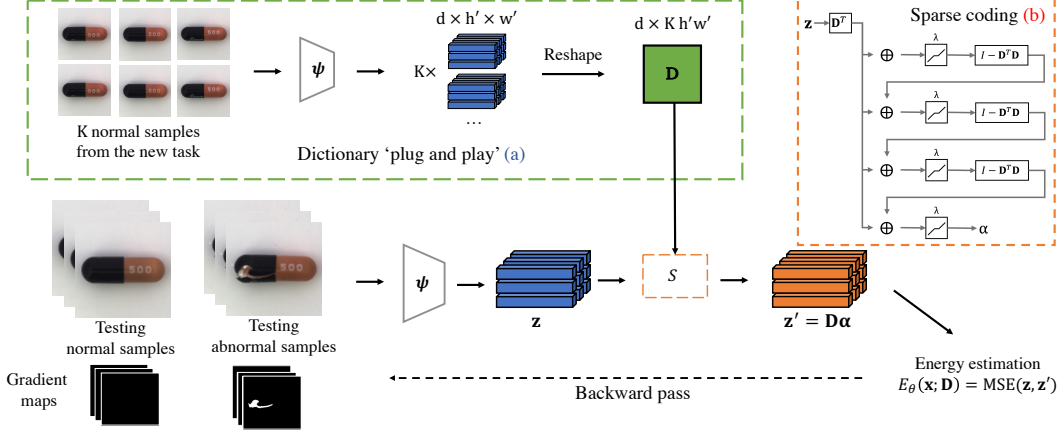 500 500 500
500 500 500
K normal samples
from the new task
ψ
d × h′ × w′
K×
…
Reshape
d × K h′w′
D
Dictionary ‘plug and play’ (a)
Sparse coding (b)
z
D^T
⊕
λ
I − D^T D
⊕
λ
I − D^T D
⊕
λ
I − D^T D
⊕
λ
α
500
500
Testing
normal samples
Testing
abnormal samples
ψ
z
S
z′ = Dα
Energy estimation
E_θ(x; D) = MSE(z, z′)
Gradient
maps
Backward pass